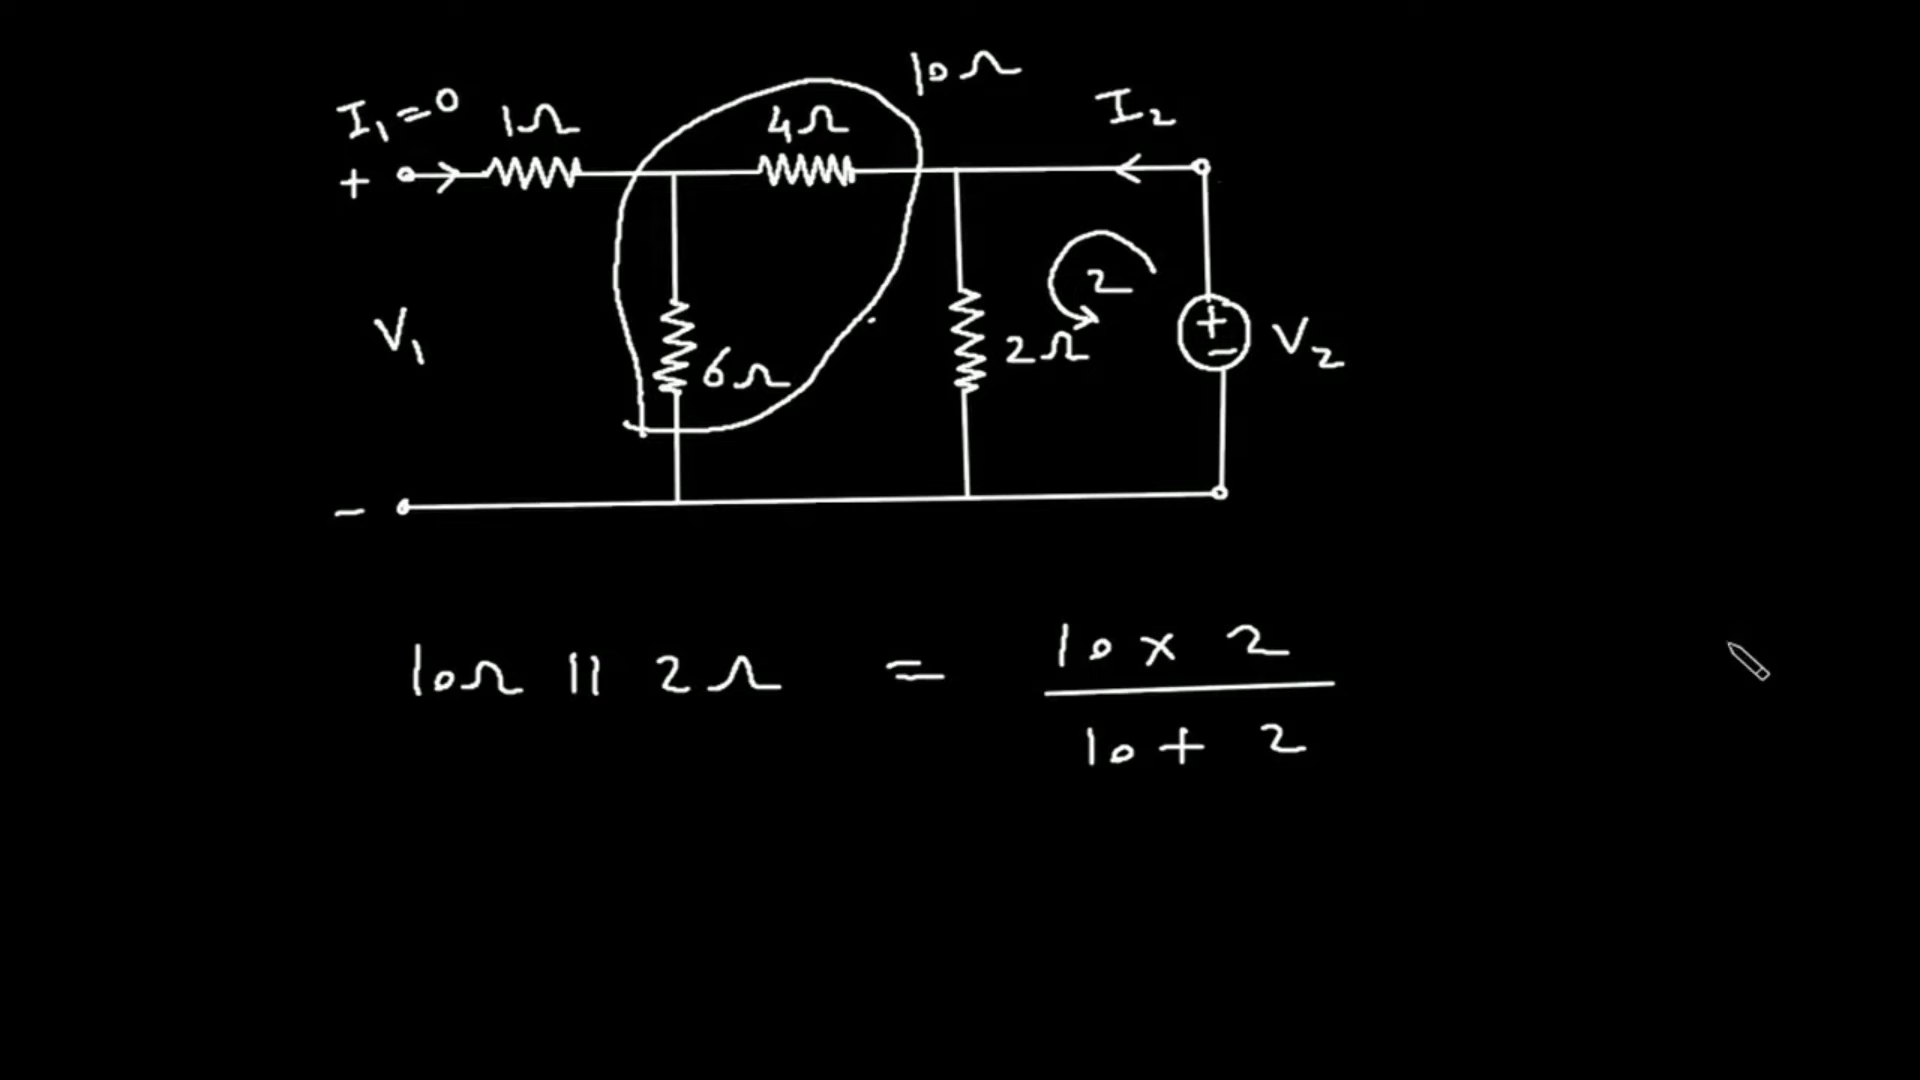 10Ω
I₁=0 1Ω 4Ω I₂
+
2
V₁ 6Ω 2Ω + − V₂
−
10Ω || 2Ω = 10 × 2
10 + 2